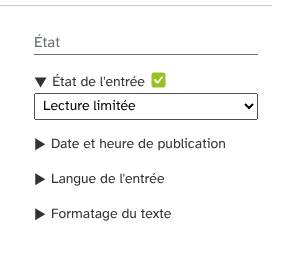 État
État de l'entrée
Lecture limitée
Date et heure de publication
Langue de l'entrée
Formatage du texte